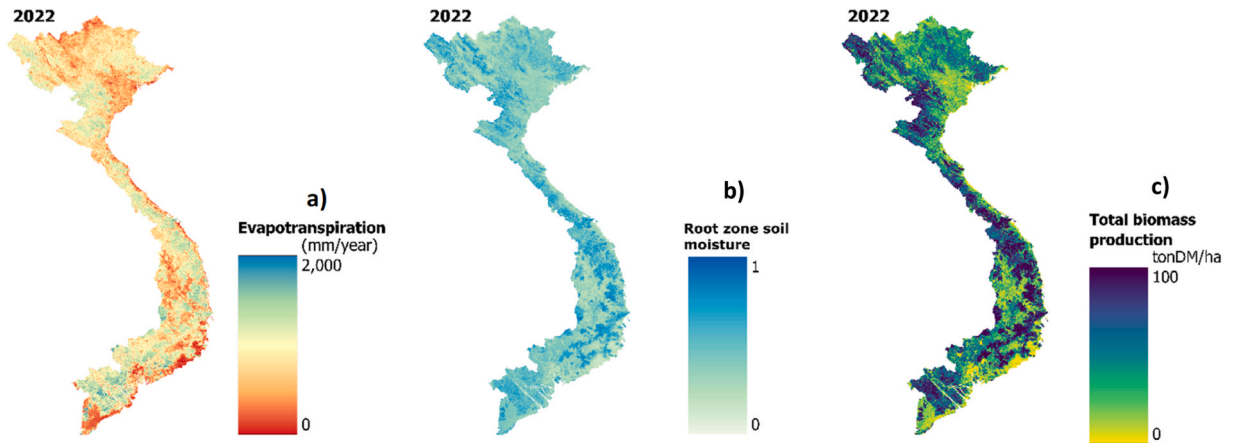 2022
a)
Evapotranspiration
(mm/year)
2,000
0
2022
b)
Root zone soil
moisture
1
0
2022
c)
Total biomass
production
tonDM/ha
100
0